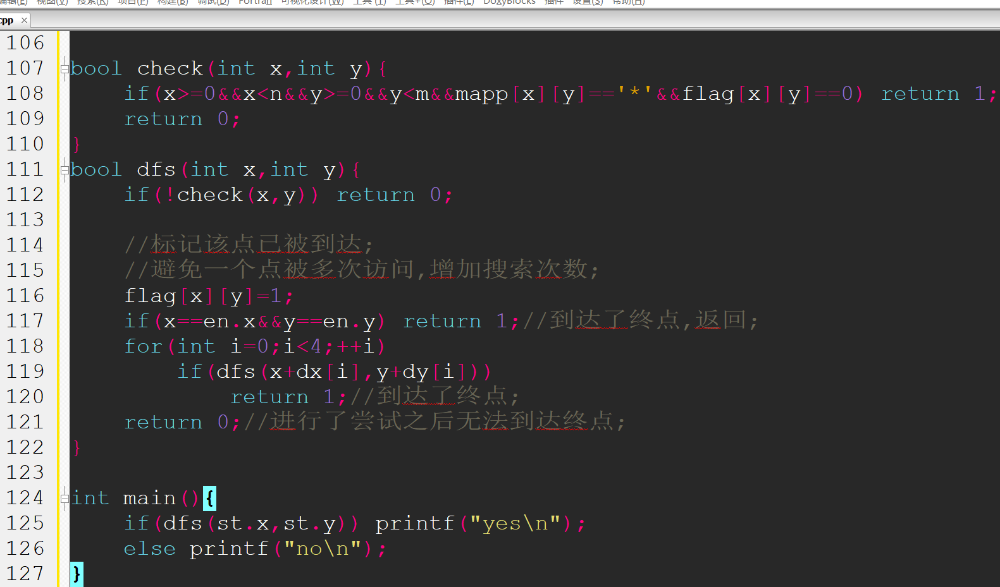 编辑(E) 视图(V) 搜索(R) 项目(P) 构建(B) 调试(D) Fortran 可视化设计(W) 工具(T) 工具+(O) 插件(L) DoxyBlocks 插件 设置(S) 帮助(H)
cpp ×
106
107 bool check(int x,int y){
108 if(x>=0&&x<n&&y>=0&&y<m&&mapp[x][y]=='*'&&flag[x][y]==0) return 1;
109 return 0;
110 }
111 bool dfs(int x,int y){
112 if(!check(x,y)) return 0;
113
114 //标记该点已被到达;
115 //避免一个点被多次访问,增加搜索次数;
116 flag[x][y]=1;
117 if(x==en.x&&y==en.y) return 1;//到达了终点,返回;
118 for(int i=0;i<4;++i)
119 if(dfs(x+dx[i],y+dy[i]))
120 return 1;//到达了终点;
121 return 0;//进行了尝试之后无法到达终点;
122 }
123
124 int main(){
125 if(dfs(st.x,st.y)) printf("yes\n");
126 else printf("no\n");
127 }